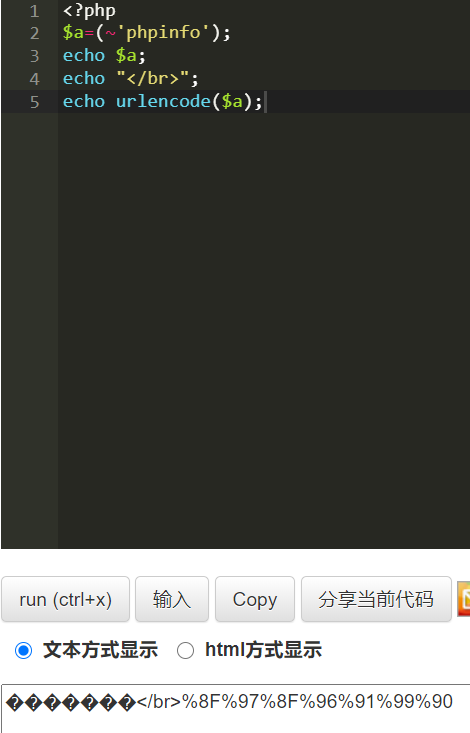 1 <?php
2 $a=(~'phpinfo');
3 echo $a;
4 echo "</br>";
5 echo urlencode($a);
run (ctrl+x) 输入 Copy 分享当前代码
文本方式显示 html方式显示
�������</br>%8F%97%8F%96%91%99%90